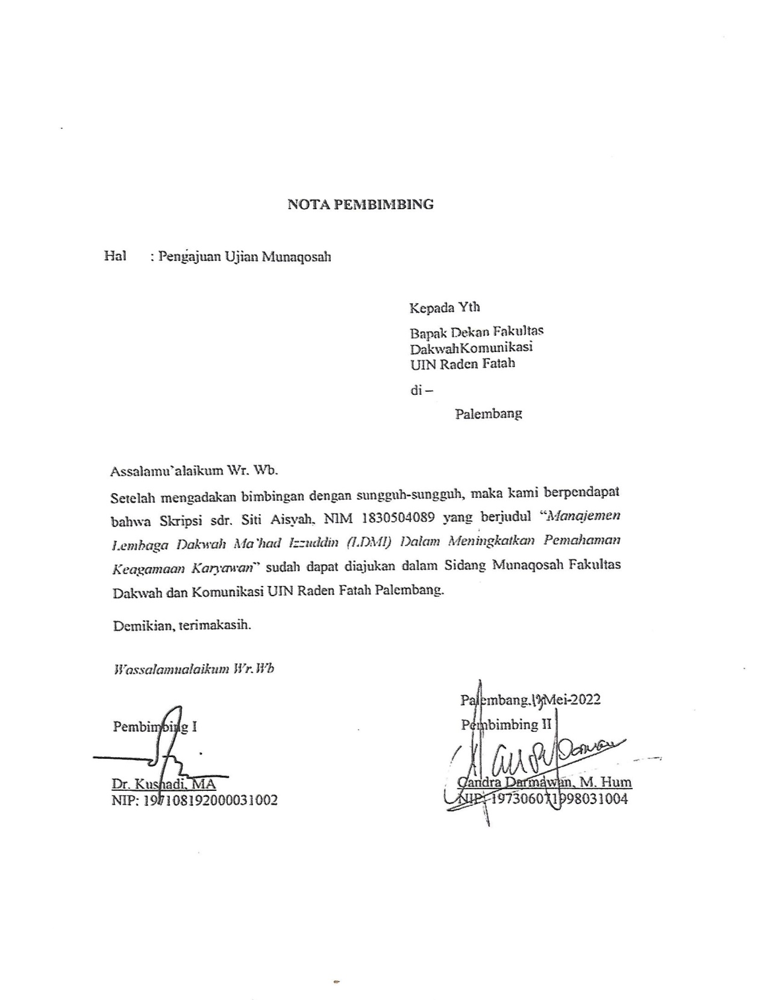 NOTA PEMBIMBING
Hal : Pengajuan Ujian Munaqosah
Kepada Yth
Bapak Dekan Fakultas
DakwahKomunikasi
UIN Raden Fatah
di –
Palembang
Assalamu`alaikum Wr. Wb.
Setelah mengadakan bimbingan dengan sungguh-sungguh, maka kami berpendapat
bahwa Skripsi sdr. Siti Aisyah, NIM 1830504089 yang berjudul “Manajemen
Lembaga Dakwah Ma`had Izzuddin (LDMI) Dalam Meningkatkan Pemahaman
Keagamaan Karyawan” sudah dapat diajukan dalam Sidang Munaqosah Fakultas
Dakwah dan Komunikasi UIN Raden Fatah Palembang.
Demikian, terimakasih.
Wassalamualaikum Wr.Wb
Palembang, Mei-2022
Pembimbing I
Pembimbing II
Dr. Kusnadi, MA
Candra Darmawan, M. Hum
NIP: 197108192000031002
NIP: 197306071998031004